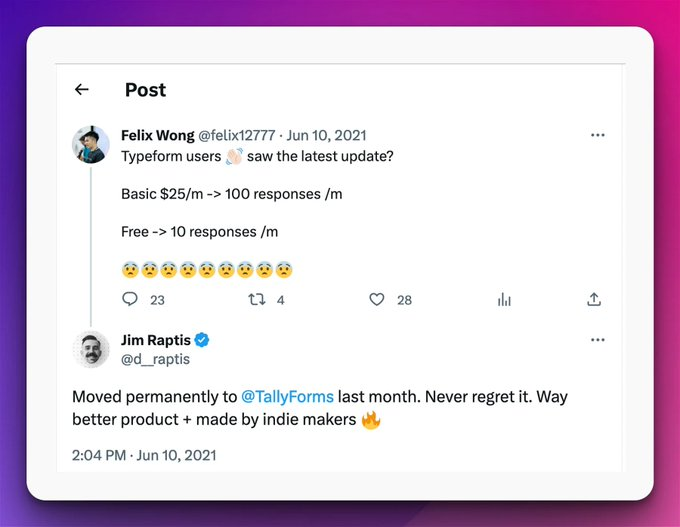 ← Post
Felix Wong @felix12777 · Jun 10, 2021
Typeform users 👋🏻 saw the latest update?
Basic $25/m -> 100 responses /m
Free -> 10 responses /m
😨😨😨😨😨😨😨😨😨
23 4 28
Jim Raptis
@d__raptis
Moved permanently to @TallyForms last month. Never regret it. Way
better product + made by indie makers 🔥
2:04 PM · Jun 10, 2021